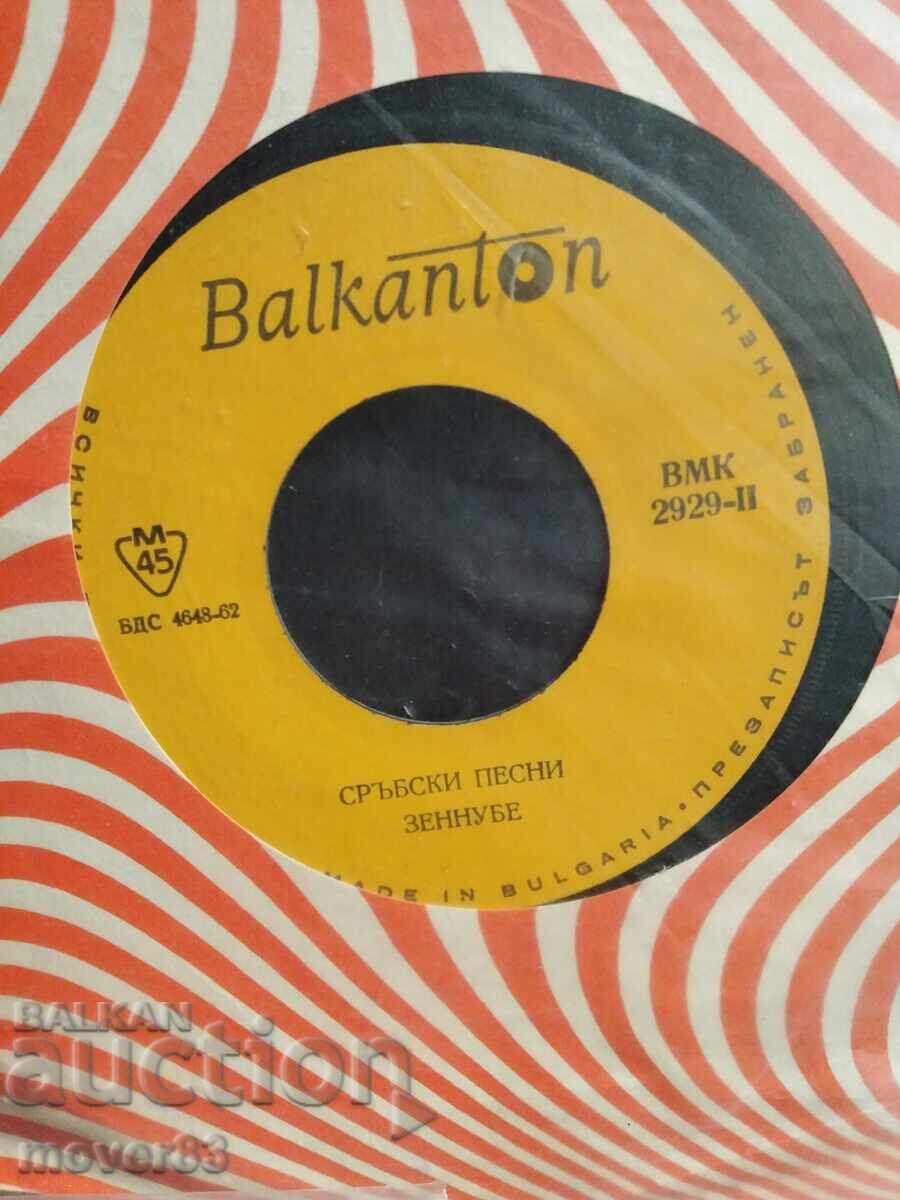 Balkanton
ВМК
2929-II
М
45
БДС 4648-62
СРЪБСКИ ПЕСНИ
ЗЕННУБЕ
MADE IN BULGARIA • ПРЕЗАПИСЪТ ЗАБРАНЕН
ВСИЧКИ
BALKAN
auction
mover83